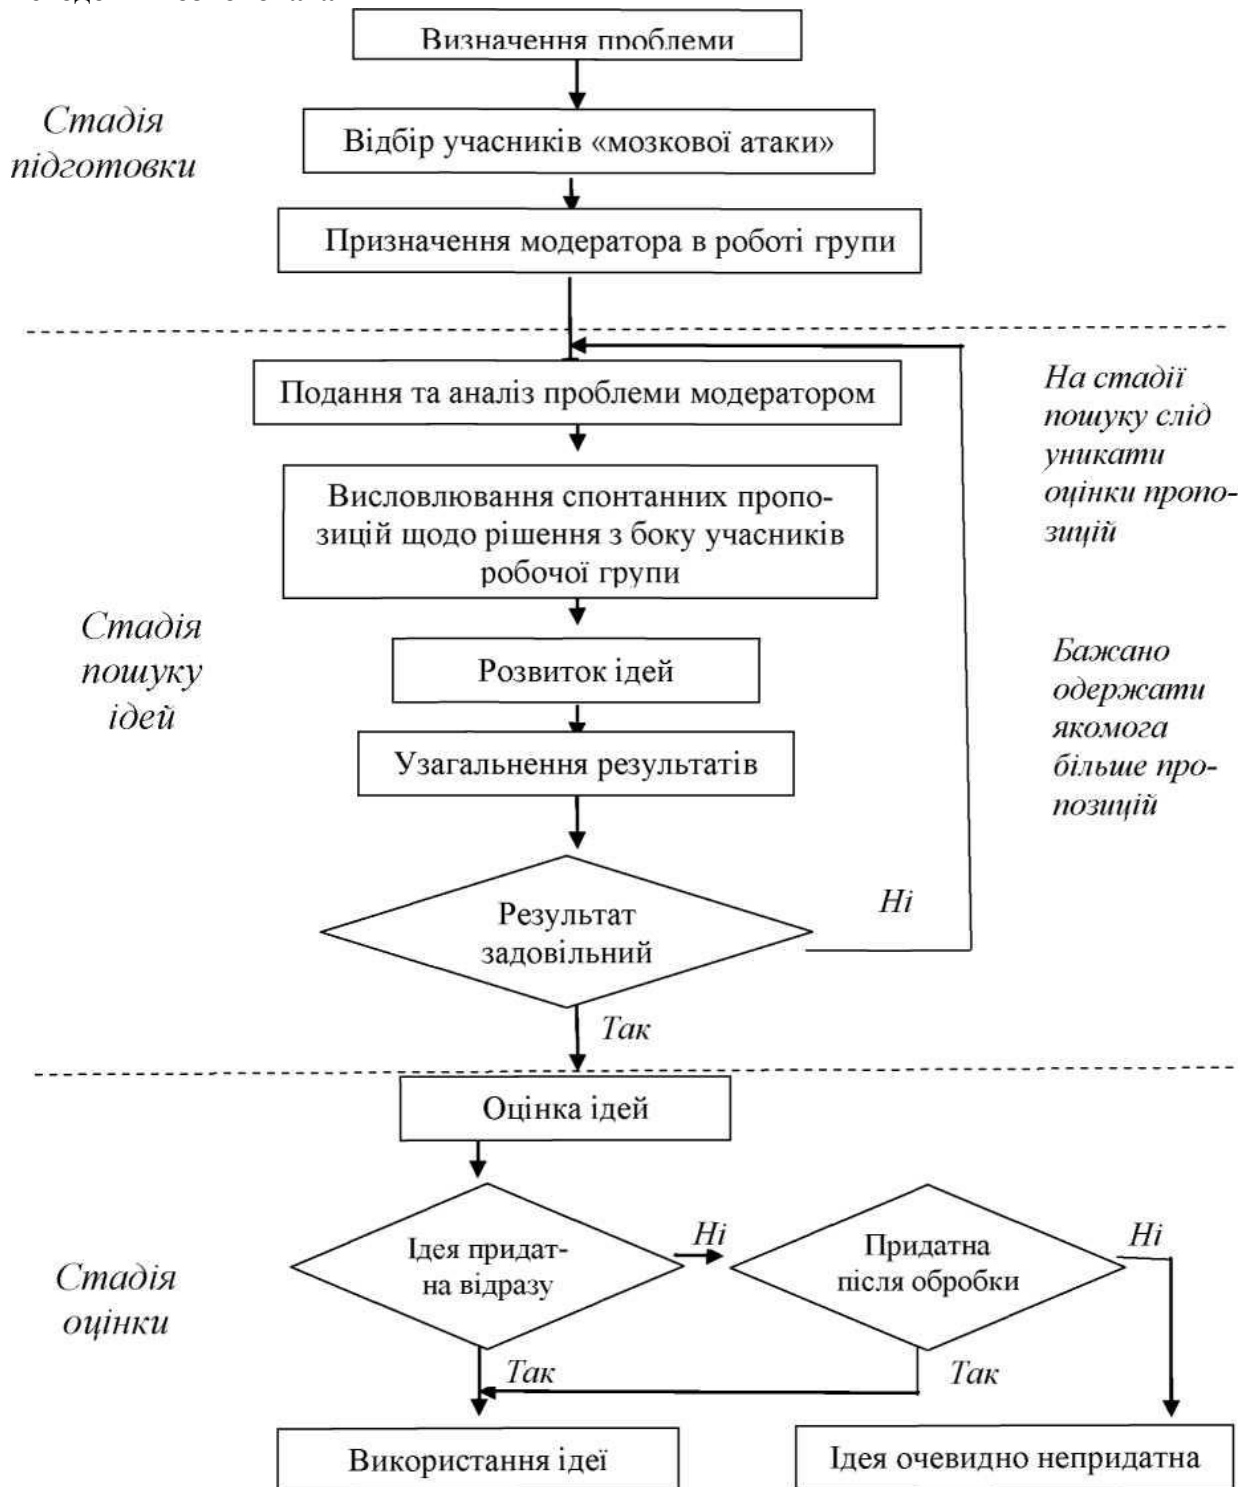 Визначення проблеми
Стадія
підготовки
Відбір учасників «мозкової атаки»
Призначення модератора в роботі групи
Подання та аналіз проблеми модератором
На стадії
пошуку слід
уникати
оцінки пропо-
зицій
Висловлювання спонтанних пропо-
зицій щодо рішення з боку учасників
робочої групи
Стадія
пошуку
ідей
Розвиток ідей
Бажано
одержати
якомога
більше про-
позицій
Узагальнення результатів
Результат
задовільний
Ні
Так
Оцінка ідей
Стадія
оцінки
Ідея придат-
на відразу
Ні
Придатна
після обробки
Ні
Так
Так
Використання ідеї
Ідея очевидно непридатна